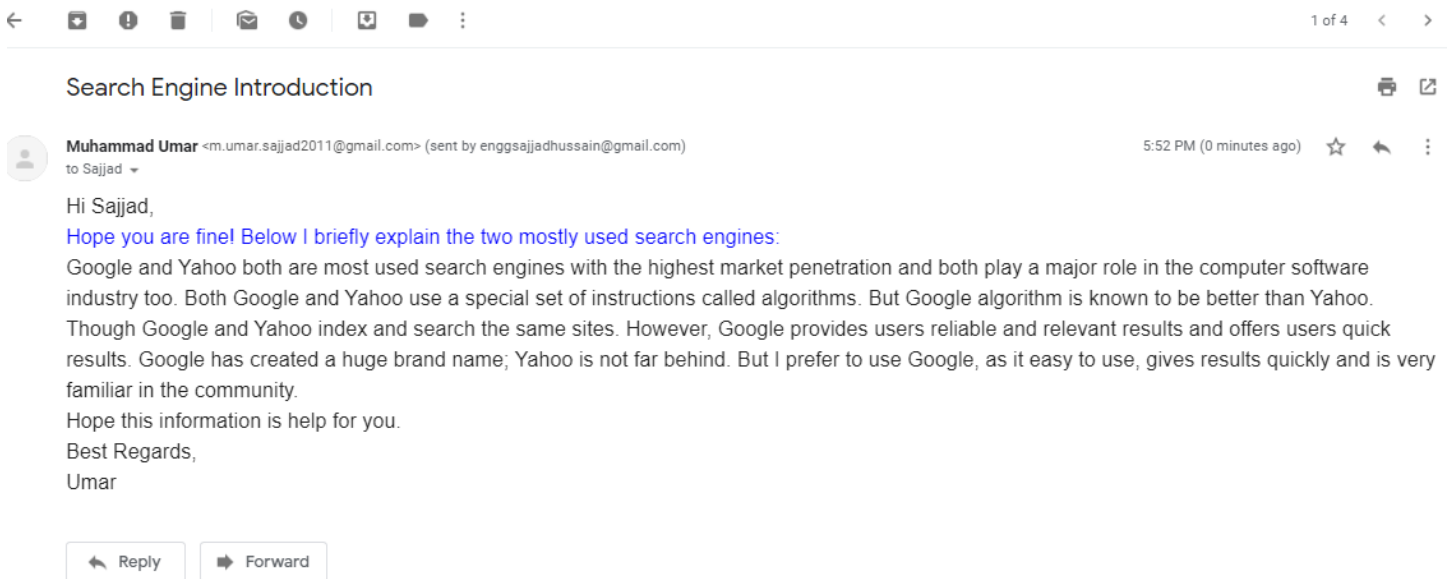 1 of 4
Search Engine Introduction
Muhammad Umar <m.umar.sajjad2011@gmail.com> (sent by enggsajjadhussain@gmail.com)
5:52 PM (0 minutes ago)
to Sajjad
Hi Sajjad,
Hope you are fine! Below I briefly explain the two mostly used search engines:
Google and Yahoo both are most used search engines with the highest market penetration and both play a major role in the computer software
industry too. Both Google and Yahoo use a special set of instructions called algorithms. But Google algorithm is known to be better than Yahoo.
Though Google and Yahoo index and search the same sites. However, Google provides users reliable and relevant results and offers users quick
results. Google has created a huge brand name; Yahoo is not far behind. But I prefer to use Google, as it easy to use, gives results quickly and is very
familiar in the community.
Hope this information is help for you.
Best Regards,
Umar
Reply
Forward